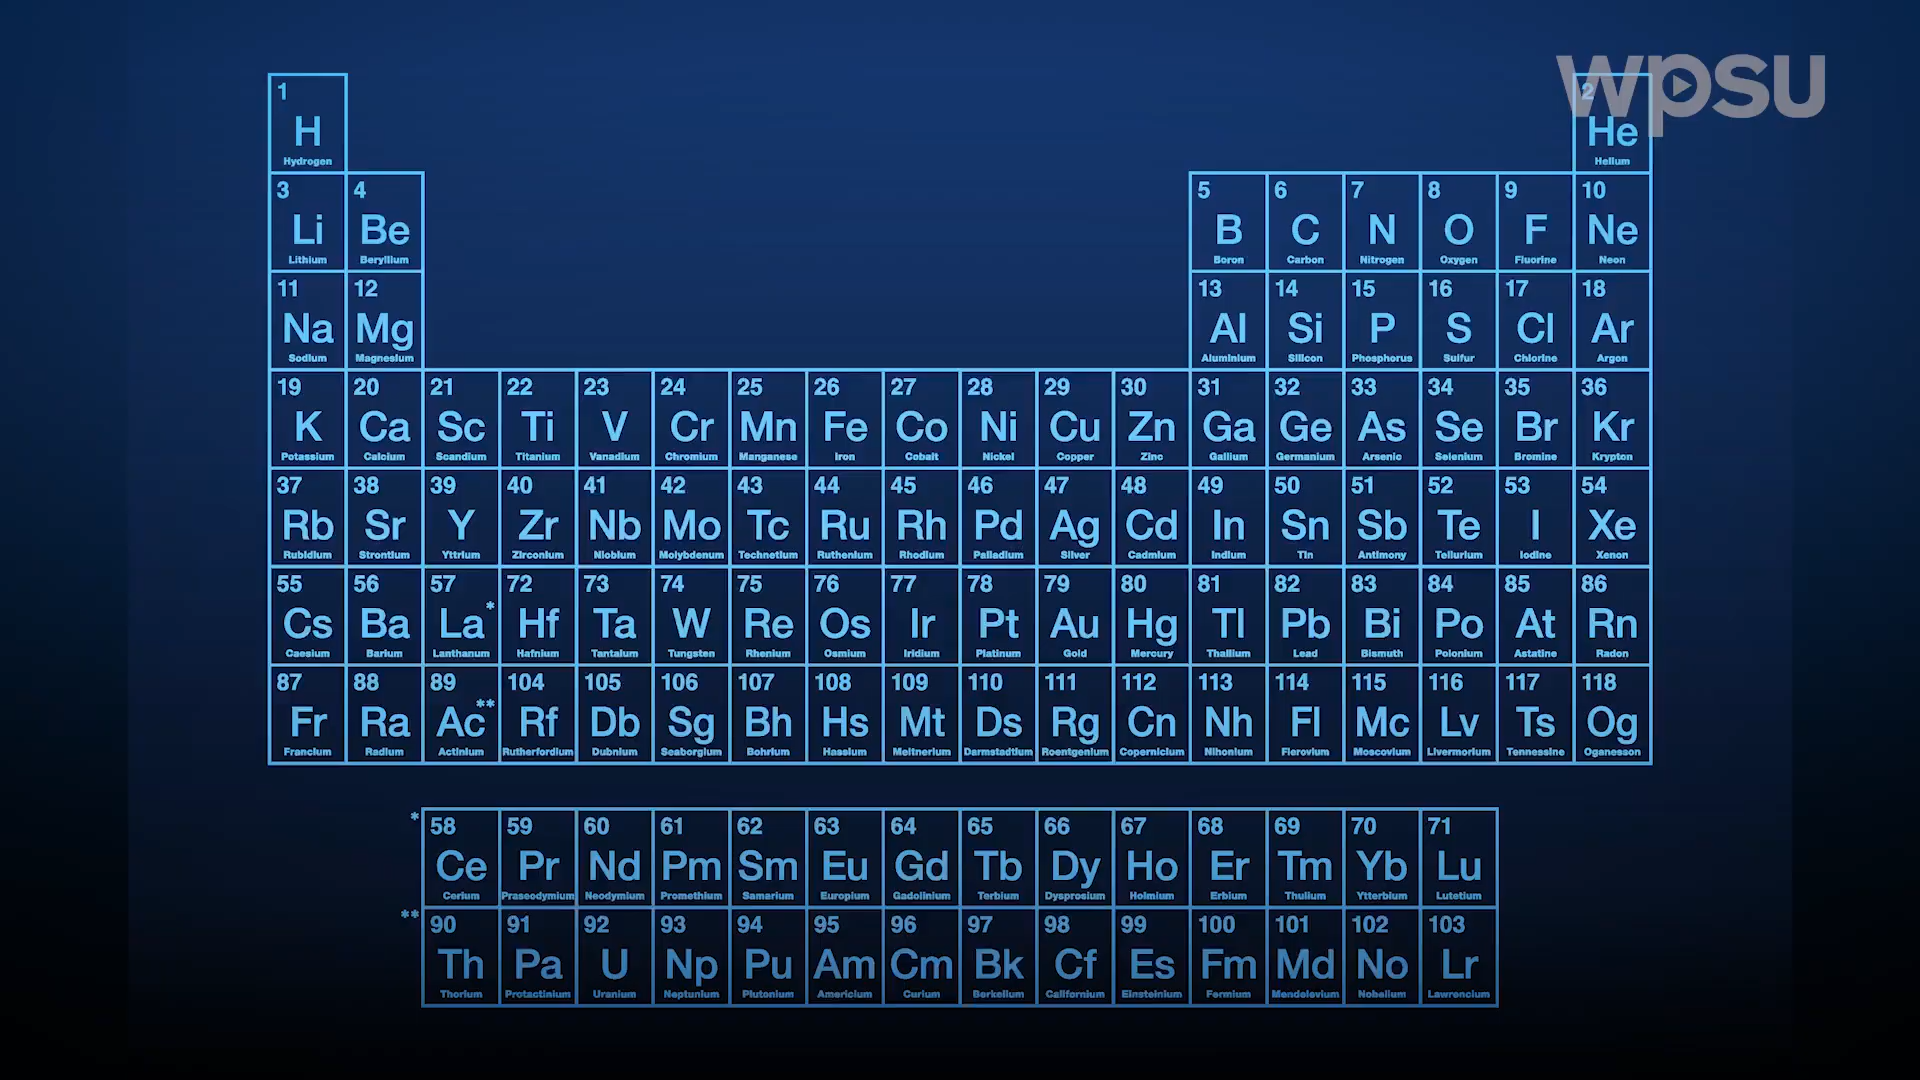 wpsu
1 2
H He
Hydrogen Helium
3 4 5 6 7 8 9 10
Li Be B C N O F Ne
Lithium Beryllium Boron Carbon Nitrogen Oxygen Fluorine Neon
11 12 13 14 15 16 17 18
Na Mg Al Si P S Cl Ar
Sodium Magnesium Aluminium Silicon Phosphorus Sulfur Chlorine Argon
19 20 21 22 23 24 25 26 27 28 29 30 31 32 33 34 35 36
K Ca Sc Ti V Cr Mn Fe Co Ni Cu Zn Ga Ge As Se Br Kr
Potassium Calcium Scandium Titanium Vanadium Chromium Manganese Iron Cobalt Nickel Copper Zinc Gallium Germanium Arsenic Selenium Bromine Krypton
37 38 39 40 41 42 43 44 45 46 47 48 49 50 51 52 53 54
Rb Sr Y Zr Nb Mo Tc Ru Rh Pd Ag Cd In Sn Sb Te I Xe
Rubidium Strontium Yttrium Zirconium Niobium Molybdenum Technetium Ruthenium Rhodium Palladium Silver Cadmium Indium Tin Antimony Tellurium Iodine Xenon
55 56 57 72 73 74 75 76 77 78 79 80 81 82 83 84 85 86
Cs Ba La* Hf Ta W Re Os Ir Pt Au Hg Tl Pb Bi Po At Rn
Caesium Barium Lanthanum Hafnium Tantalum Tungsten Rhenium Osmium Iridium Platinum Gold Mercury Thallium Lead Bismuth Polonium Astatine Radon
87 88 89 104 105 106 107 108 109 110 111 112 113 114 115 116 117 118
Fr Ra Ac** Rf Db Sg Bh Hs Mt Ds Rg Cn Nh Fl Mc Lv Ts Og
Francium Radium Actinium Rutherfordium Dubnium Seaborgium Bohrium Hassium Meitnerium Darmstadtium Roentgenium Copernicium Nihonium Flerovium Moscovium Livermorium Tennessine Oganesson
* 58 59 60 61 62 63 64 65 66 67 68 69 70 71
Ce Pr Nd Pm Sm Eu Gd Tb Dy Ho Er Tm Yb Lu
Cerium Praseodymium Neodymium Promethium Samarium Europium Gadolinium Terbium Dysprosium Holmium Erbium Thulium Ytterbium Lutetium
** 90 91 92 93 94 95 96 97 98 99 100 101 102 103
Th Pa U Np Pu Am Cm Bk Cf Es Fm Md No Lr
Thorium Protactinium Uranium Neptunium Plutonium Americium Curium Berkelium Californium Einsteinium Fermium Mendelevium Nobelium Lawrencium